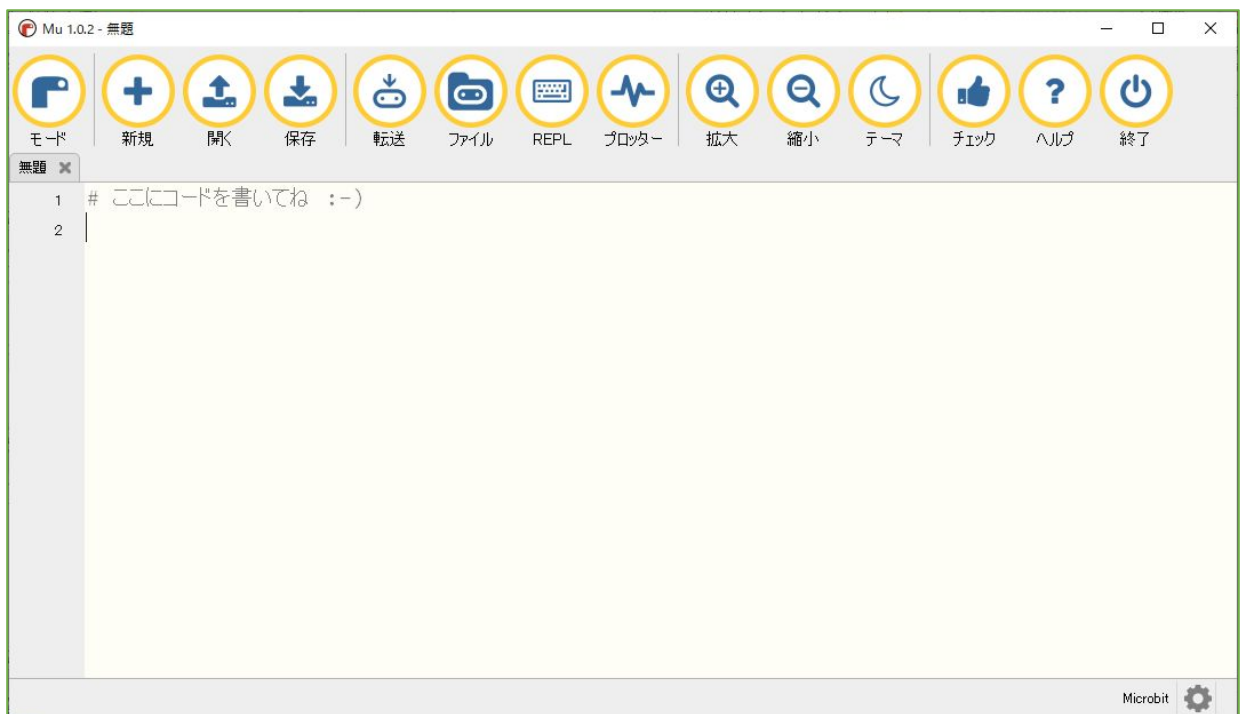 Mu 1.0.2 - 無題
モード 新規 開く 保存 転送 ファイル REPL プロッター 拡大 縮小 テーマ チェック ヘルプ 終了
無題
1 # ここにコードを書いてね :-)
2
Microbit